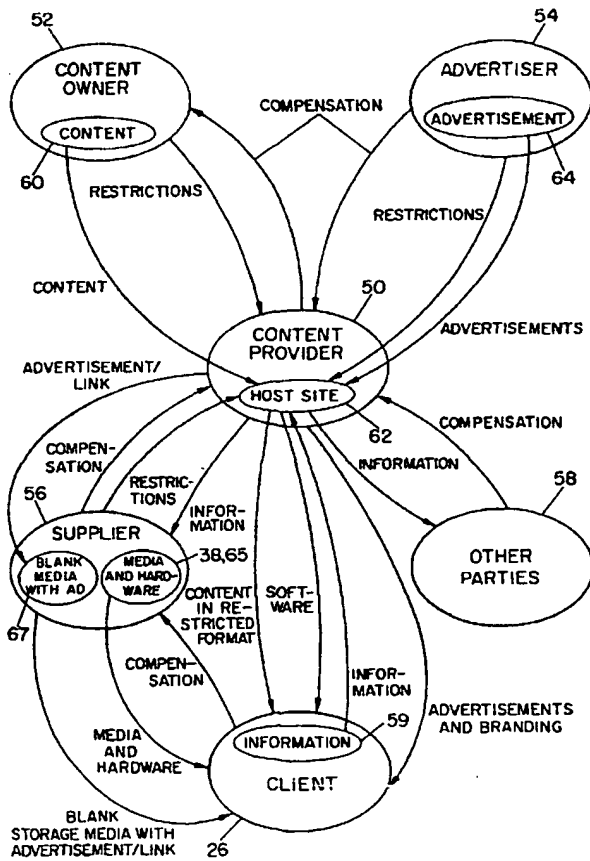 52
54
CONTENT
OWNER
ADVERTISER
CONTENT
COMPENSATION
ADVERTISEMENT
60
64
RESTRICTIONS
RESTRICTIONS
CONTENT
50
CONTENT
PROVIDER
ADVERTISEMENTS
ADVERTISEMENT/
LINK
HOST SITE
62
COMPENSATION
COMPEN-
SATION
INFORMATION
RESTRIC-
TIONS
56
58
INFOR-
MATION
SUPPLIER
38,65
BLANK
MEDIA
WITH AD
MEDIA
AND HARD-
WARE
OTHER
PARTIES
67
CONTENT
IN RE-
STRICTED
FORMAT
SOFT-
WARE
COMPEN-
SATION
INFOR-
MATION
ADVERTISEMENTS
AND BRANDING
59
INFORMATION
MEDIA
AND
HARDWARE
CLIENT
BLANK
STORAGE MEDIA WITH
ADVERTISEMENT/LINK
26